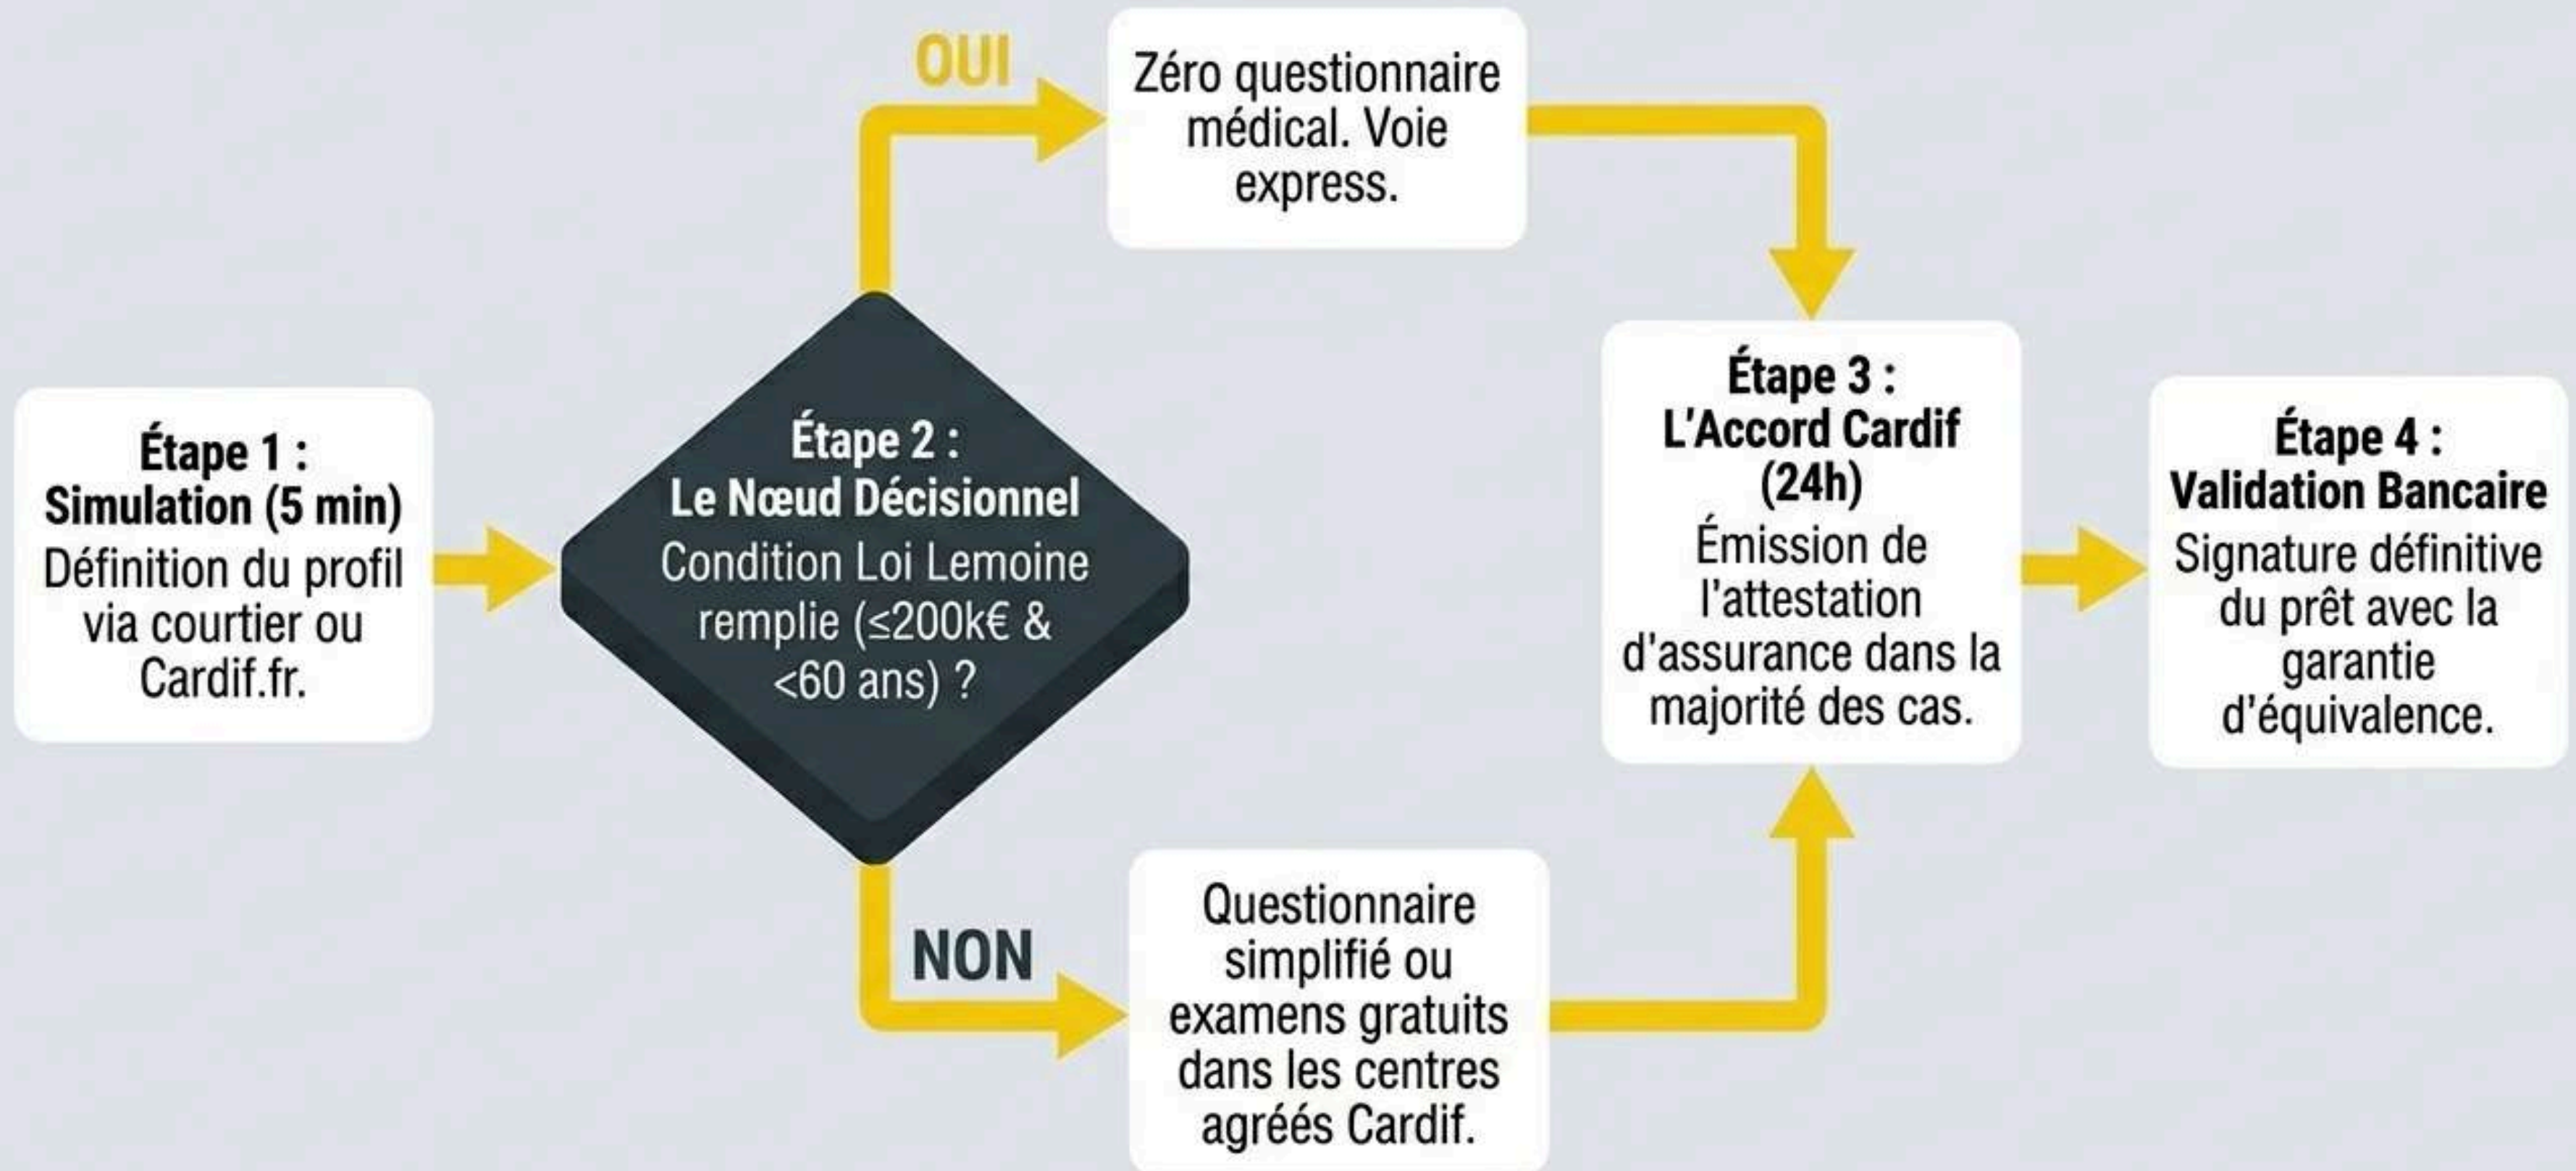 Étape 1 :
Simulation (5 min)
Définition du profil
via courtier ou
Cardif.fr.
Étape 2 :
Le Nœud Décisionnel
Condition Loi Lemoine
remplie (≤200k€ &
<60 ans) ?
OUI
Zéro questionnaire
médical. Voie
express.
NON
Questionnaire
simplifié ou
examens gratuits
dans les centres
agréés Cardif.
Étape 3 :
L'Accord Cardif
(24h)
Émission de
l'attestation
d'assurance dans la
majorité des cas.
Étape 4 :
Validation Bancaire
Signature définitive
du prêt avec la
garantie
d'équivalence.